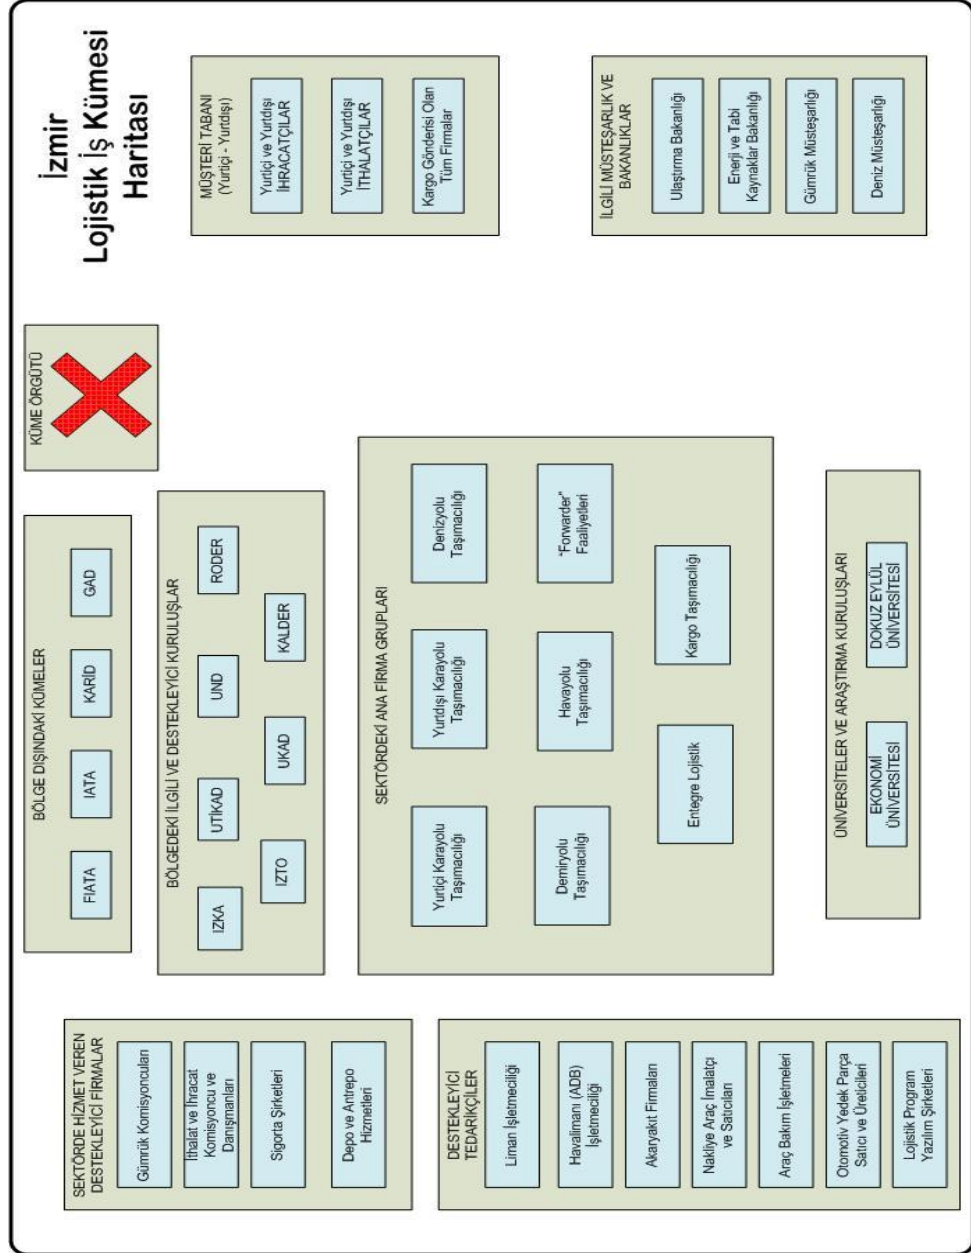 İzmir
Lojistik İş Kümesi
Haritası
SEKTÖRDE HİZMET VEREN
DESTEKLEYİCİ FİRMALAR
Gümrük Komisyoncuları
İthalat ve İhracat
Komisyoncu ve
Danışmanları
Sigorta Şirketleri
Depo ve Antrepo
Hizmetleri
DESTEKLEYİCİ
TEDARİKÇİLER
Liman İşletmeciliği
Havalimanı (ADB)
İşletmeciliği
Akaryakıt Firmaları
Nakliye Araç İmalatçı
ve Satıcıları
Araç Bakım İşletmeleri
Otomotiv Yedek Parça
Satıcı ve Üreticileri
Lojistik Program
Yazılım Şirketleri
BÖLGE DIŞINDAKİ KÜMELER
FIATA
IATA
KARİD
GAD
BÖLGEDEKİ İLGİLİ VE DESTEKLEYİCİ KURULUŞLAR
IZKA
UTİKAD
UND
RODER
IZTO
UKAD
KALDER
SEKTÖRDEKİ ANA FİRMA GRUPLARI
Yurtiçi Karayolu
Taşımacılığı
Yurtdışı Karayolu
Taşımacılığı
Denizyolu
Taşımacılığı
Demiryolu
Taşımacılığı
Havayolu
Taşımacılığı
"Forwarder"
Faaliyetleri
Entegre Lojistik
Kargo Taşımacılığı
ÜNİVERSİTELER VE ARAŞTIRMA KURULUŞLARI
EKONOMİ
ÜNİVERSİTESİ
DOKUZ EYLÜL
ÜNİVERSİTESİ
KÜME ÖRGÜTÜ
MÜŞTERİ TABANI
(Yurtiçi - Yurtdışı)
Yurtiçi ve Yurtdışı
İHRACATÇILAR
Yurtiçi ve Yurtdışı
İTHALATÇILAR
Kargo Gönderisi Olan
Tüm Firmalar
İLGİLİ MÜSTEŞARLIK VE
BAKANLIKLAR
Ulaştırma Bakanlığı
Enerji ve Tabi
Kaynaklar Bakanlığı
Gümrük Müsteşarlığı
Deniz Müsteşarlığı